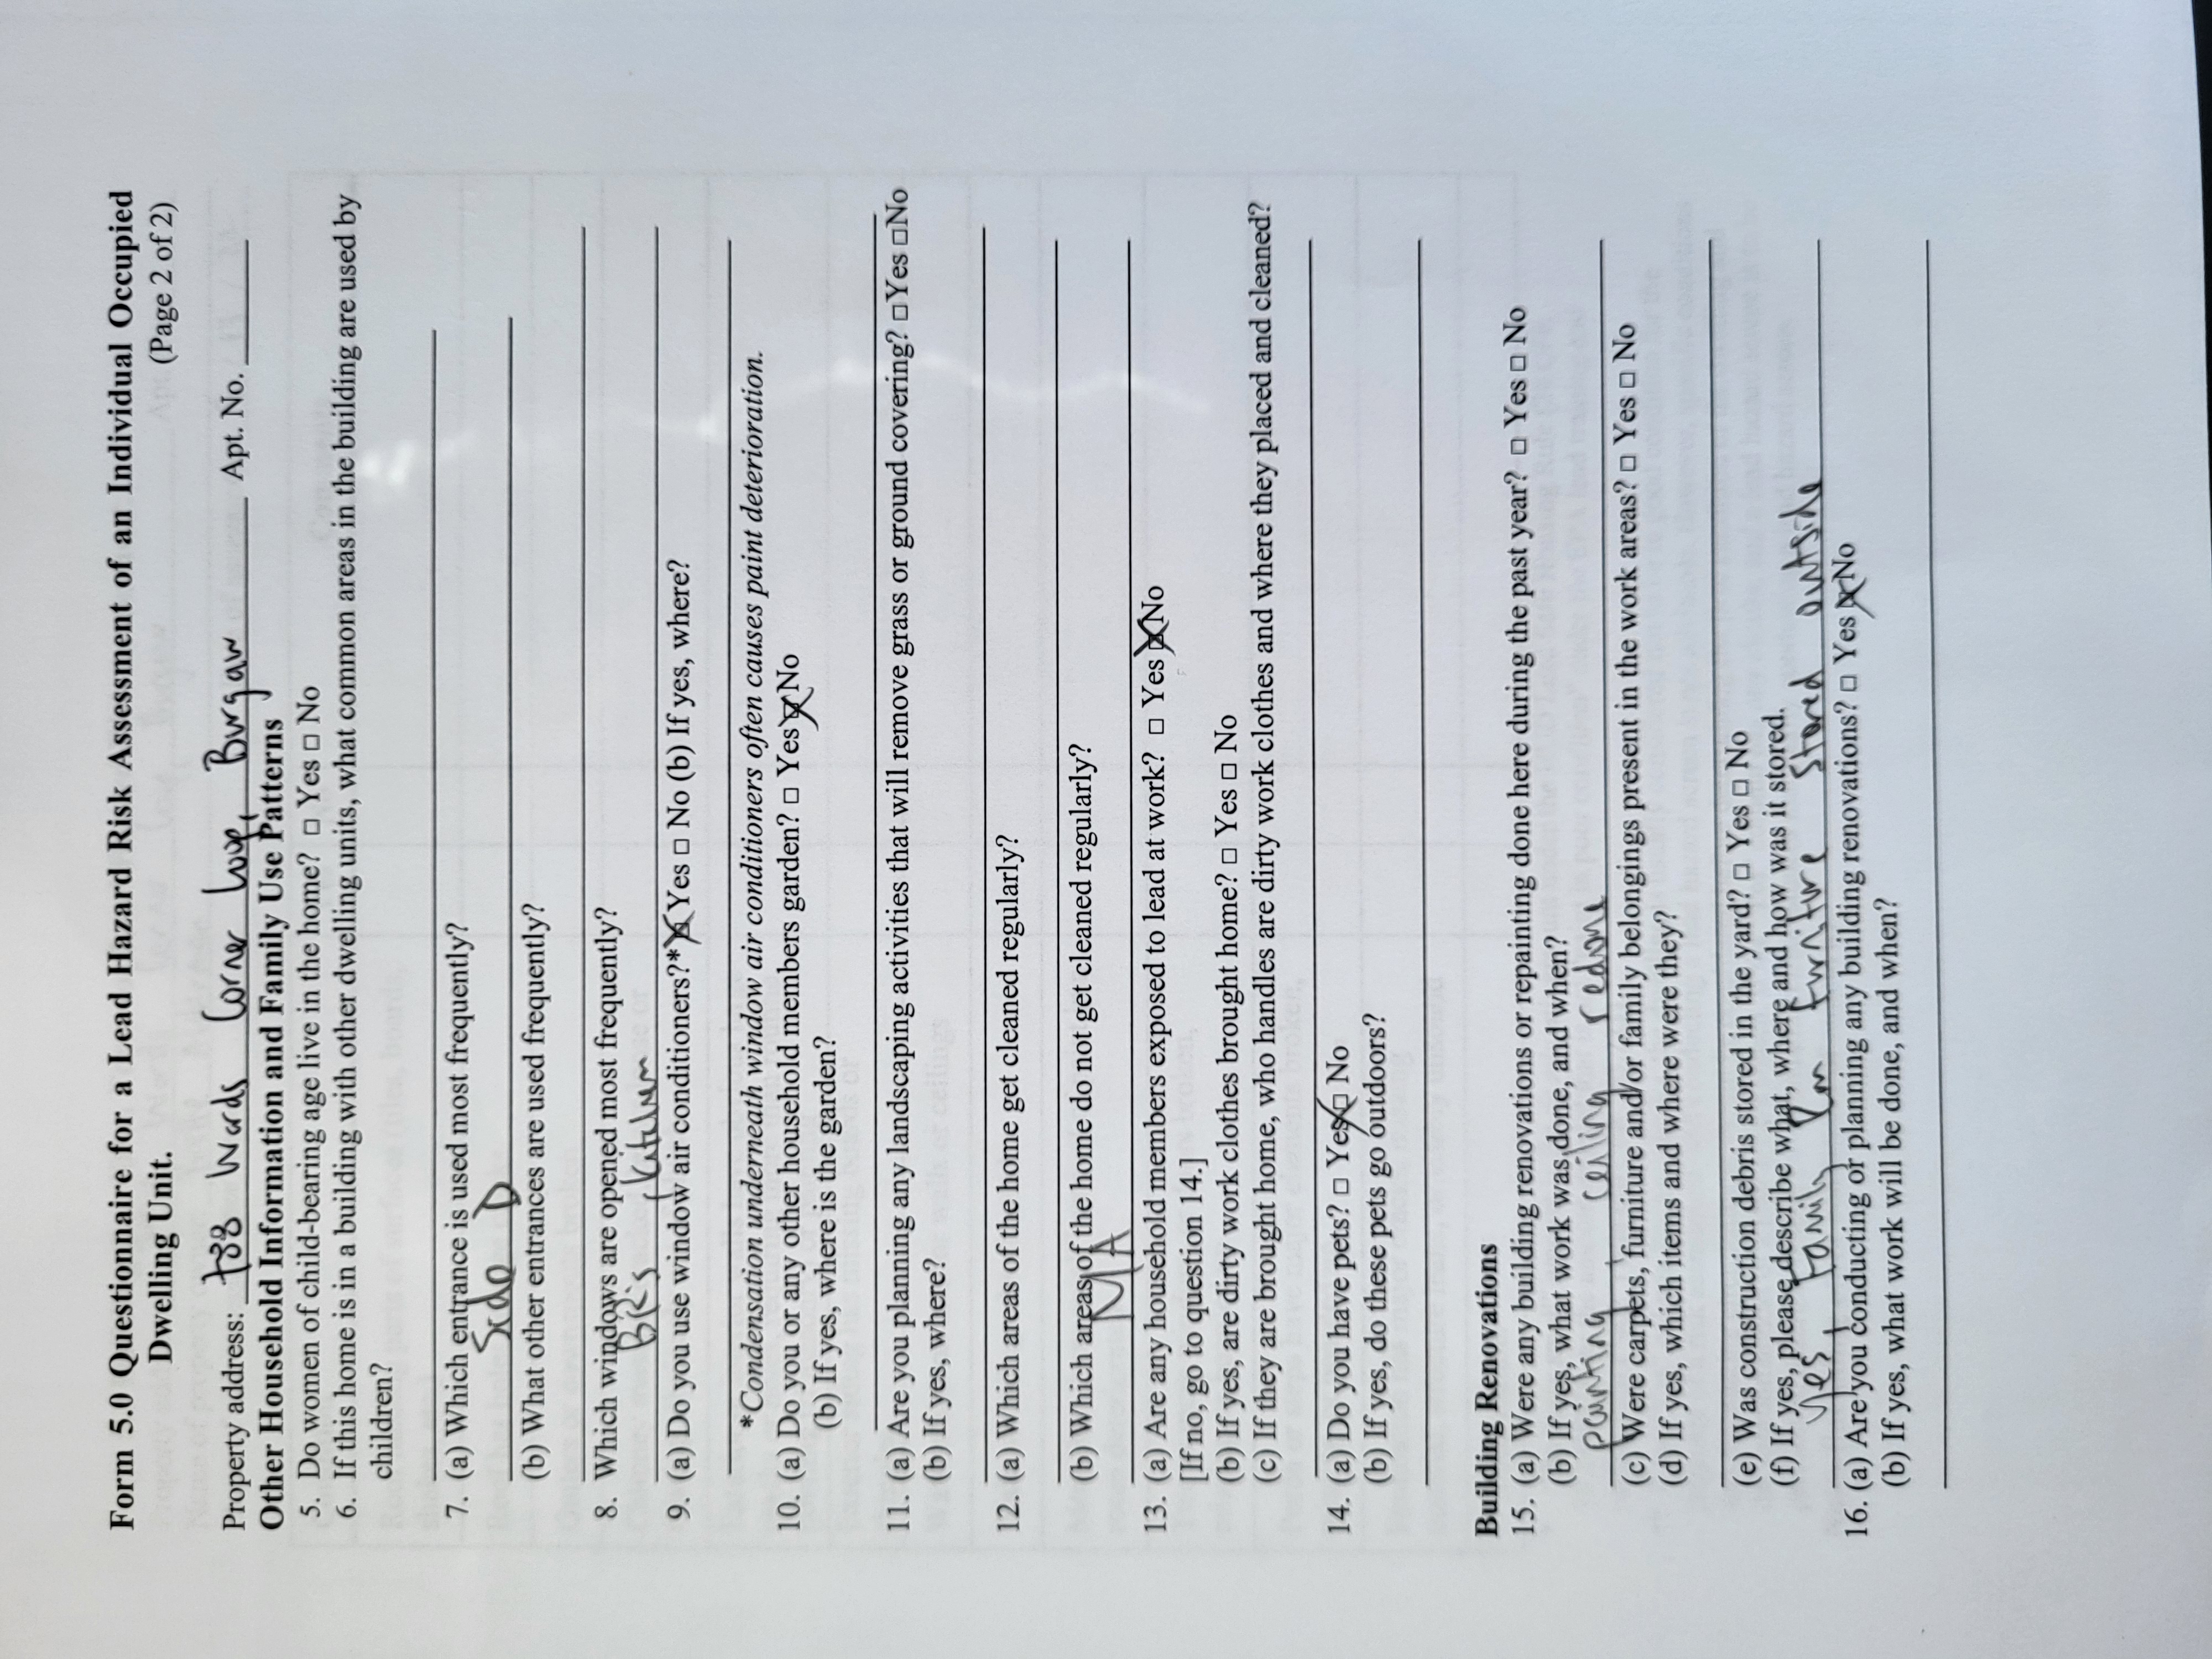 Form 5.0 Questionnaire for a Lead Hazard Risk Assessment of an Individual Occupied
Dwelling Unit. (Page 2 of 2)
Property address: Wards Corner Loop, Burgaw Apt. No. ______
Other Household Information and Family Use Patterns
5. Do women of child-bearing age live in the home? □ Yes □ No
6. If this home is in a building with other dwelling units, what common areas in the building are used by
children?
7. (a) Which entrance is used most frequently?
Side D
(b) What other entrances are used frequently?
8. Which windows are opened most frequently?
BR's, Kitchen
9. (a) Do you use window air conditioners?* ☒ Yes □ No (b) If yes, where?
*Condensation underneath window air conditioners often causes paint deterioration.
10. (a) Do you or any other household members garden? □ Yes ☒ No
(b) If yes, where is the garden?
11. (a) Are you planning any landscaping activities that will remove grass or ground covering? □Yes □No
(b) If yes, where?
12. (a) Which areas of the home get cleaned regularly?
(b) Which areas of the home do not get cleaned regularly?
N/A
13. (a) Are any household members exposed to lead at work? □ Yes ☒ No
[If no, go to question 14.]
(b) If yes, are dirty work clothes brought home? □ Yes □ No
(c) If they are brought home, who handles are dirty work clothes and where they placed and cleaned?
14. (a) Do you have pets? □ Yes ☒ No
(b) If yes, do these pets go outdoors?
Building Renovations
15. (a) Were any building renovations or repainting done here during the past year? □ Yes □ No
(b) If yes, what work was done, and when?
painting ceiling redone
(c) Were carpets, furniture and/or family belongings present in the work areas? □ Yes □ No
(d) If yes, which items and where were they?
(e) Was construction debris stored in the yard? □ Yes □ No
(f) If yes, please describe what, where and how was it stored.
yes, Family Rm furniture stored outside
16. (a) Are you conducting or planning any building renovations? □ Yes ☒ No
(b) If yes, what work will be done, and when?